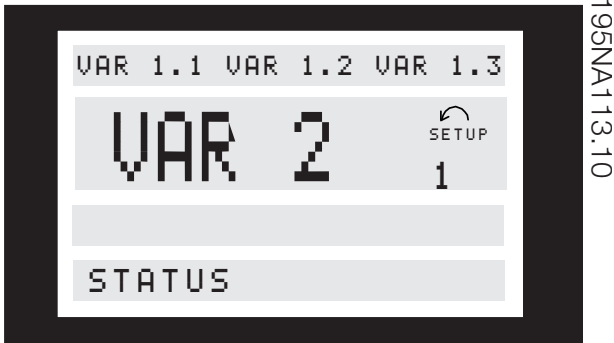 VAR 1.1 VAR 1.2 VAR 1.3
VAR 2
SETUP
1
STATUS
195NA113.10